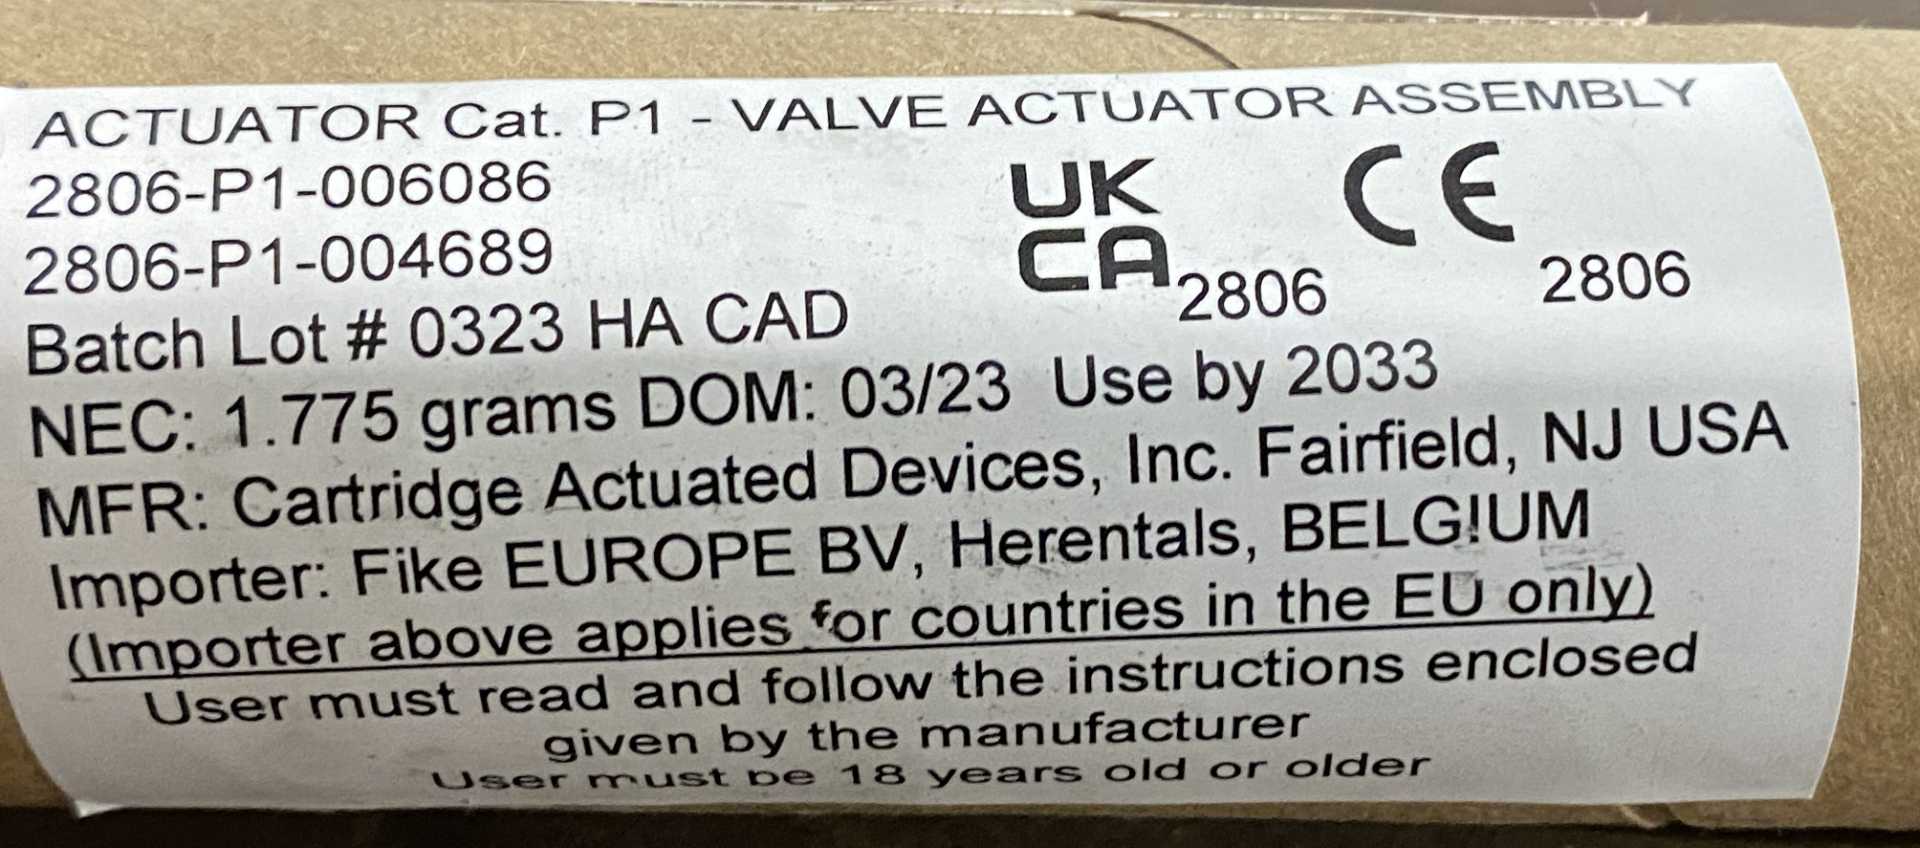 ACTUATOR Cat. P1 - VALVE ACTUATOR ASSEMBLY
2806-P1-006086
2806-P1-004689
UK
CA 2806
CE 2806
Batch Lot # 0323 HA CAD
NEC: 1.775 grams DOM: 03/23 Use by 2033
MFR: Cartridge Actuated Devices, Inc. Fairfield, NJ USA
Importer: Fike EUROPE BV, Herentals, BELGIUM
(Importer above applies for countries in the EU only)
User must read and follow the instructions enclosed
given by the manufacturer
User must be 18 years old or older